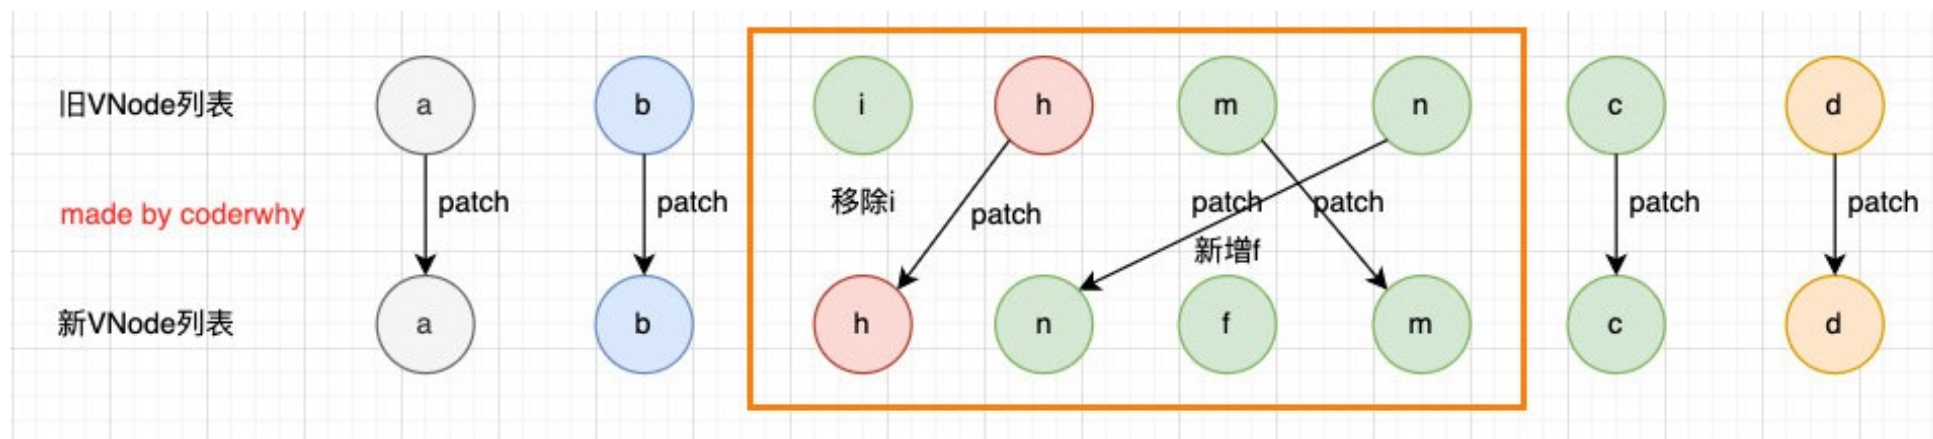 旧VNode列表
a
b
i
h
m
n
c
d
made by coderwhy
patch
patch
移除i
patch
patch
patch
patch
patch
新增f
新VNode列表
a
b
h
n
f
m
c
d